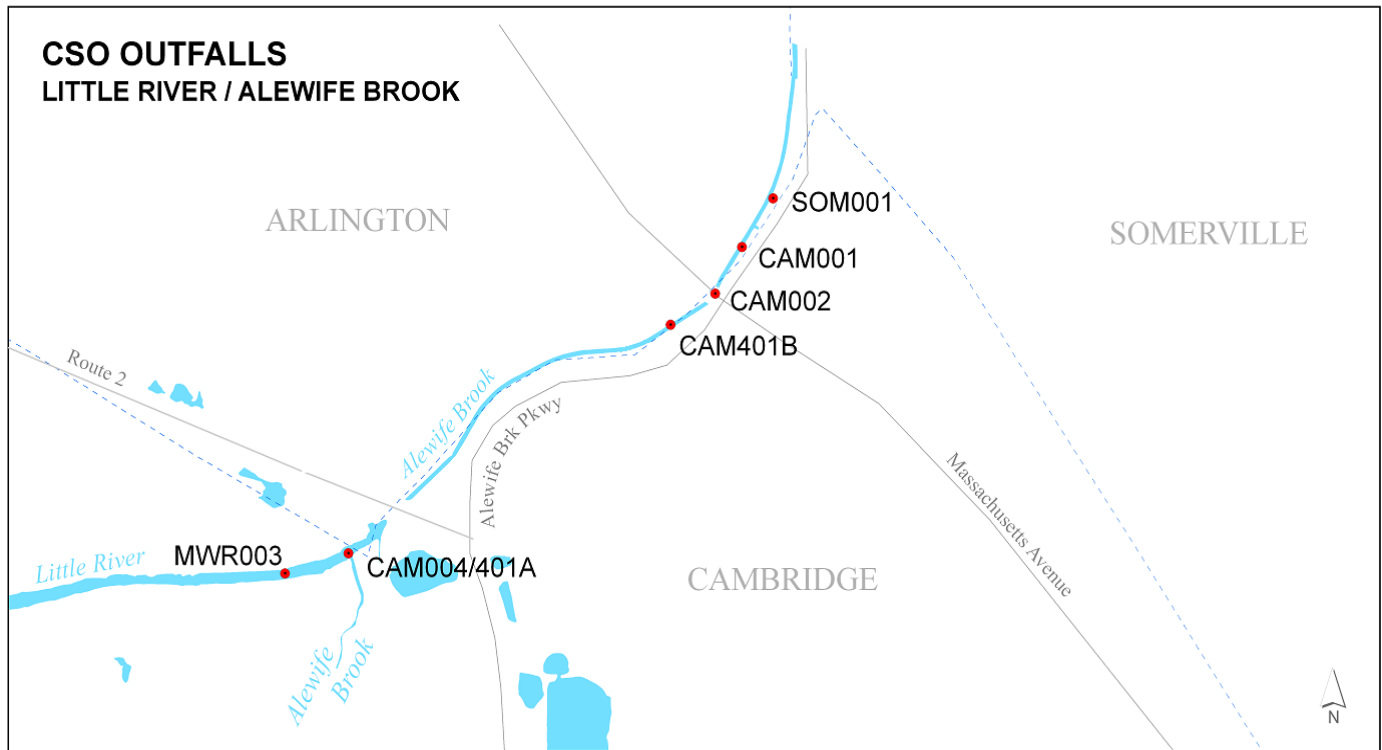 CSO OUTFALLS
LITTLE RIVER / ALEWIFE BROOK
ARLINGTON
SOMERVILLE
SOM001
CAM001
CAM002
CAM401B
Route 2
Alewife Brook
Alewife Brk Pkwy
Massachusetts Avenue
Little River
MWR003
CAM004/401A
CAMBRIDGE
Alewife
Brook
N